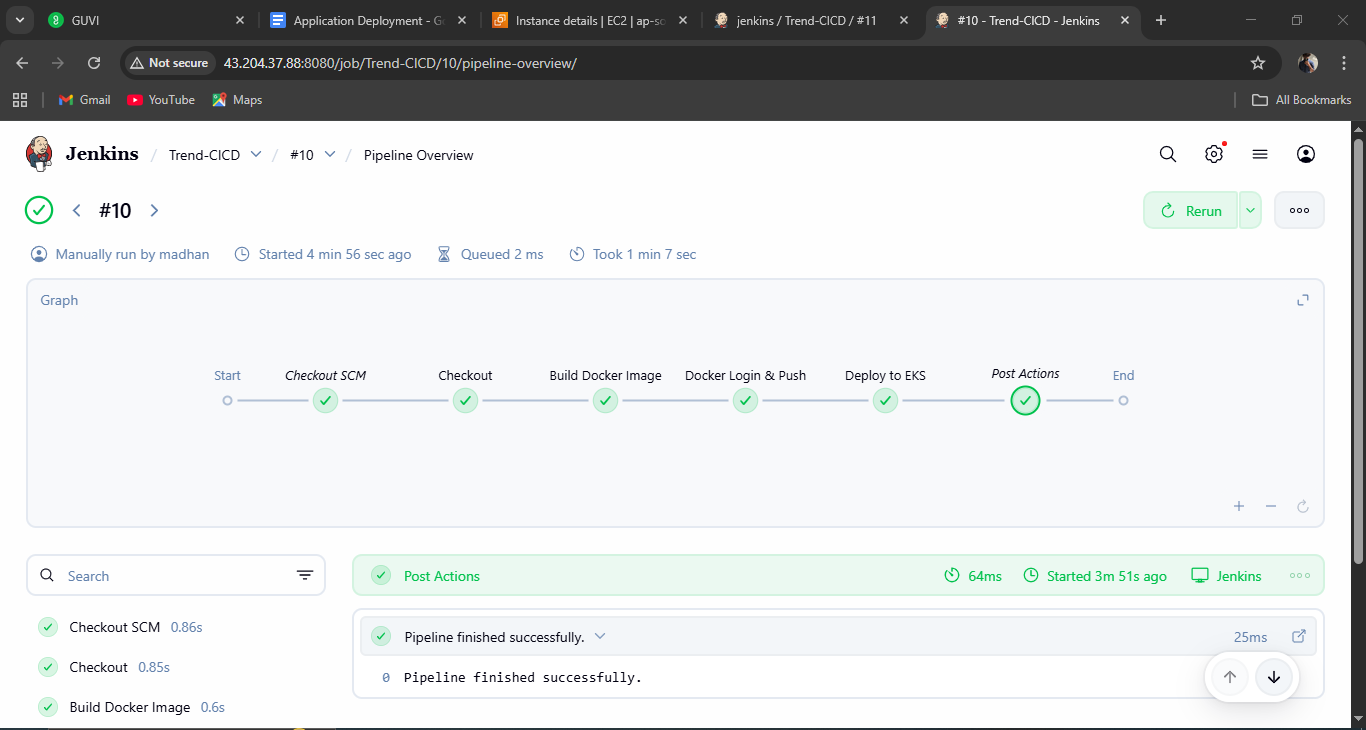 GUVI
Application Deployment - Go
Instance details | EC2 | ap-so
jenkins / Trend-CICD / #11
#10 - Trend-CICD - Jenkins
Not secure
43.204.37.88:8080/job/Trend-CICD/10/pipeline-overview/
Gmail
YouTube
Maps
All Bookmarks
Jenkins / Trend-CICD / #10 / Pipeline Overview
#10
Rerun
Manually run by madhan
Started 4 min 56 sec ago
Queued 2 ms
Took 1 min 7 sec
Graph
Start
Checkout SCM
Checkout
Build Docker Image
Docker Login & Push
Deploy to EKS
Post Actions
End
Search
Post Actions
64ms
Started 3m 51s ago
Jenkins
Checkout SCM 0.86s
Pipeline finished successfully.
25ms
Checkout 0.85s
0 Pipeline finished successfully.
Build Docker Image 0.6s